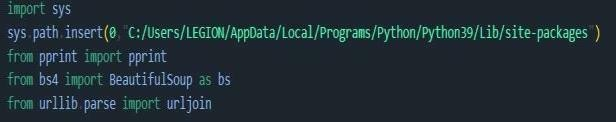 import sys
sys.path.insert(0,"C:/Users/LEGION/AppData/Local/Programs/Python/Python39/Lib/site-packages")
from pprint import pprint
from bs4 import BeautifulSoup as bs
from urllib.parse import urljoin